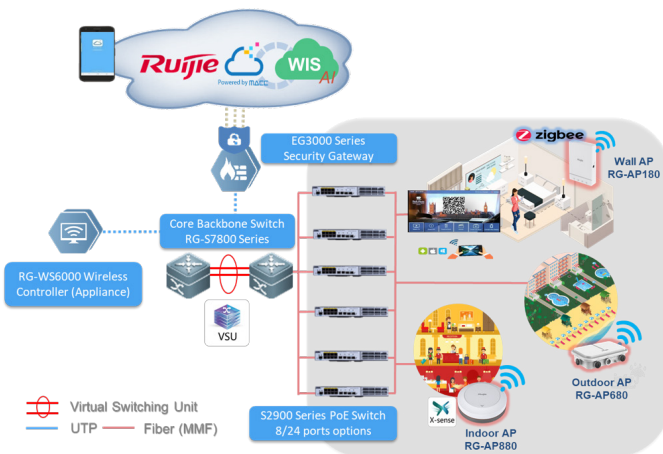 Ruijie
Powered by MACC
WIS
AI
EG3000 Series
Security Gateway
zigbee
Wall AP
RG-AP180
Core Backbone Switch
RG-S7800 Series
RG-WS6000 Wireless
Controller (Appliance)
VSU
Outdoor AP
RG-AP680
X-sense
Indoor AP
RG-AP880
S2900 Series PoE Switch
8/24 ports options
Virtual Switching Unit
UTP
Fiber (MMF)